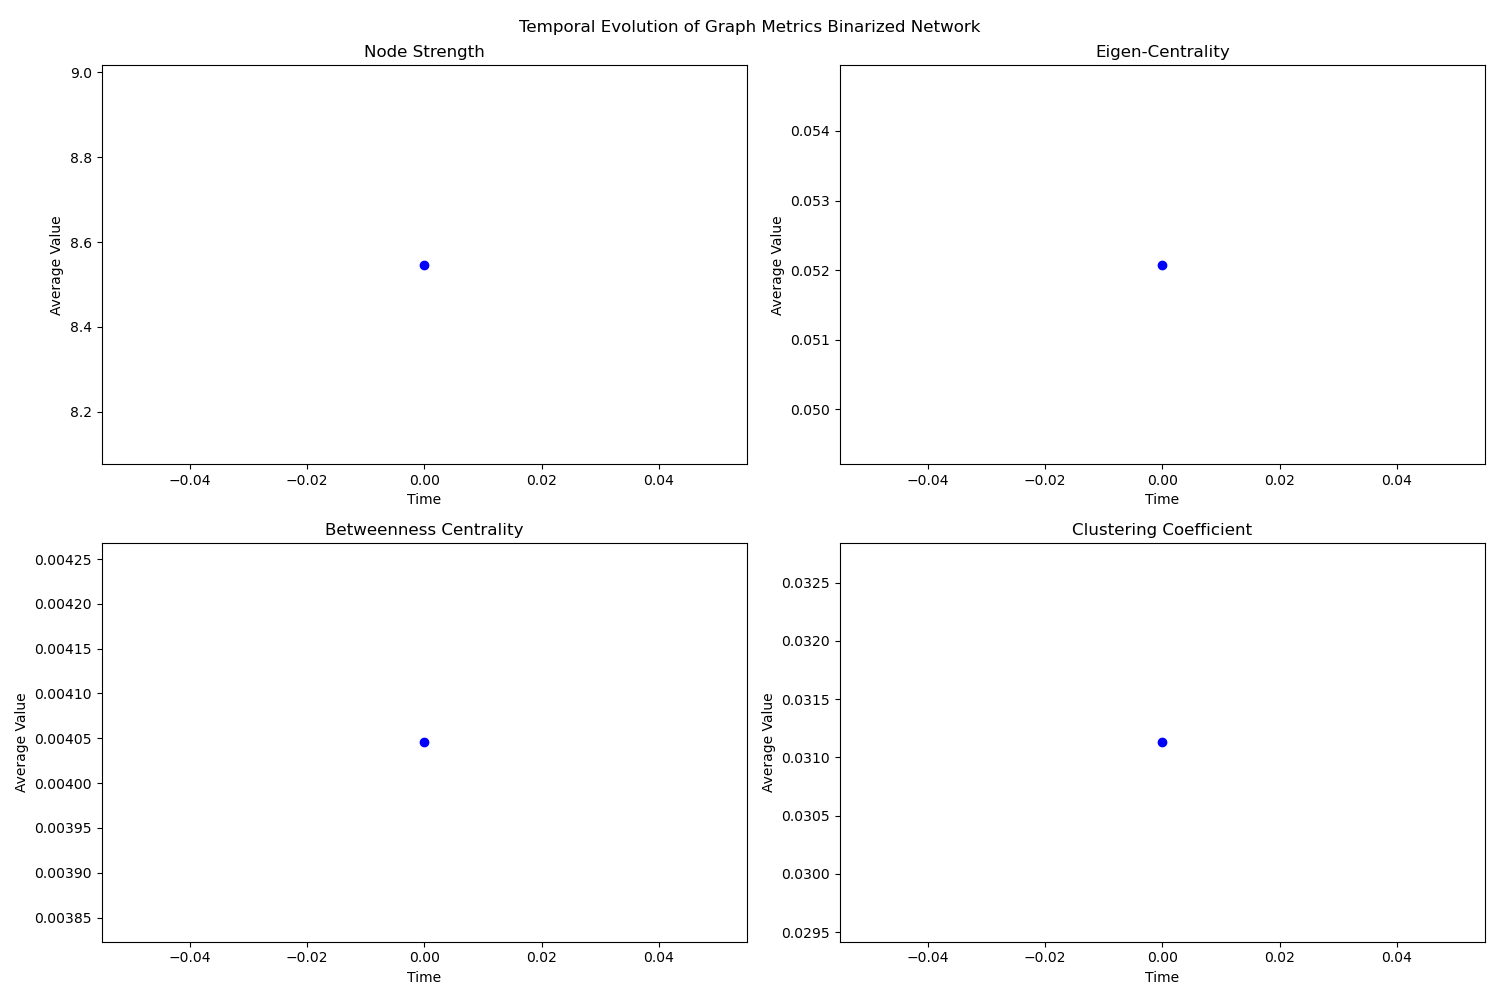 Temporal Evolution of Graph Metrics Binarized Network
Node Strength
9.0
8.8
8.6
8.4
8.2
Average Value
−0.04 −0.02 0.00 0.02 0.04
Time
Eigen-Centrality
0.054
0.053
0.052
0.051
0.050
Average Value
−0.04 −0.02 0.00 0.02 0.04
Time
Betweenness Centrality
0.00425
0.00420
0.00415
0.00410
0.00405
0.00400
0.00395
0.00390
0.00385
Average Value
−0.04 −0.02 0.00 0.02 0.04
Time
Clustering Coefficient
0.0325
0.0320
0.0315
0.0310
0.0305
0.0300
0.0295
Average Value
−0.04 −0.02 0.00 0.02 0.04
Time